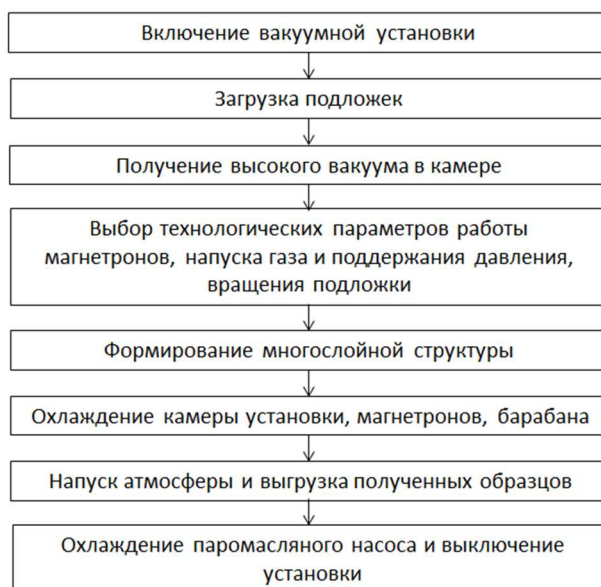 Включение вакуумной установки
Загрузка подложек
Получение высокого вакуума в камере
Выбор технологических параметров работы
магнетронов, напуска газа и поддержания давления,
вращения подложки
Формирование многослойной структуры
Охлаждение камеры установки, магнетронов, барабана
Напуск атмосферы и выгрузка полученных образцов
Охлаждение паромасляного насоса и выключение
установки